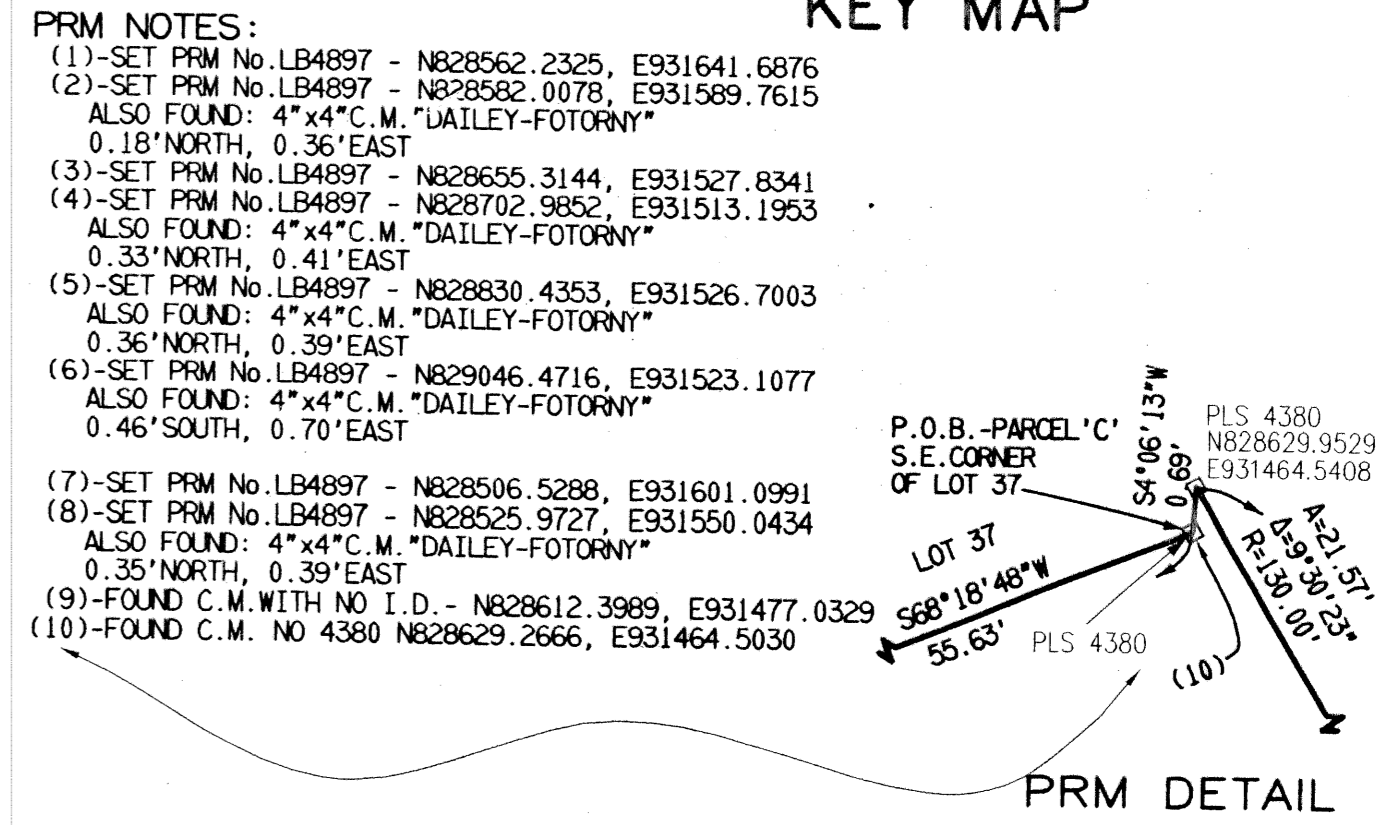 KEY MAP
PRM NOTES:
(1)-SET PRM No.LB4897 - N828562.2325, E931641.6876
(2)-SET PRM No.LB4897 - N828582.0078, E931589.7615
ALSO FOUND: 4"x4"C.M."DAILEY-FOTORNY"
0.18'NORTH, 0.36'EAST
(3)-SET PRM No.LB4897 - N828655.3144, E931527.8341
(4)-SET PRM No.LB4897 - N828702.9852, E931513.1953
ALSO FOUND: 4"x4"C.M."DAILEY-FOTORNY"
0.33'NORTH, 0.41'EAST
(5)-SET PRM No.LB4897 - N828830.4353, E931526.7003
ALSO FOUND: 4"x4"C.M."DAILEY-FOTORNY"
0.36'NORTH, 0.39'EAST
(6)-SET PRM No.LB4897 - N829046.4716, E931523.1077
ALSO FOUND: 4"x4"C.M."DAILEY-FOTORNY"
0.46'SOUTH, 0.70'EAST
(7)-SET PRM No.LB4897 - N828506.5288, E931601.0991
(8)-SET PRM No.LB4897 - N828525.9727, E931550.0434
ALSO FOUND: 4"x4"C.M."DAILEY-FOTORNY"
0.35'NORTH, 0.39'EAST
(9)-FOUND C.M.WITH NO I.D.- N828612.3989, E931477.0329
(10)-FOUND C.M. NO 4380 N828629.2666, E931464.5030
P.O.B.-PARCEL'C'
S.E.CORNER
OF LOT 37
S4°06'13"W
0.69'
PLS 4380
N828629.9529
E931464.5408
A=21.57'
Δ=9°30'23"
R=130.00'
LOT 37
S68°18'48"W
55.63'
PLS 4380
(10)
PRM DETAIL